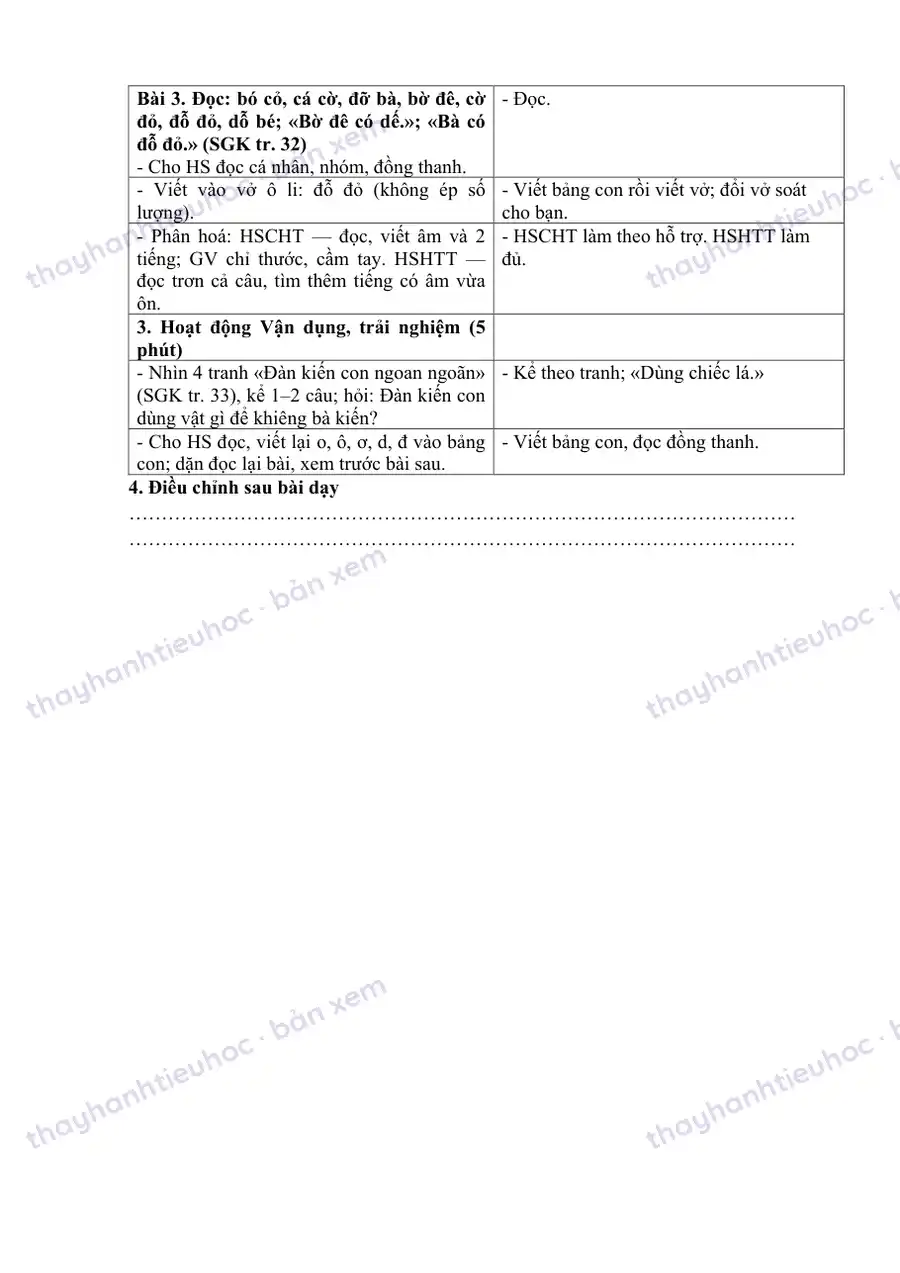 Bài 3. Đọc: bó cỏ, cá cờ, đỡ bà, bờ đê, cờ
đỏ, đỗ đỏ, dỗ bé; «Bờ đê có dế.»; «Bà có
đỗ đỏ.» (SGK tr. 32)
- Cho HS đọc cá nhân, nhóm, đồng thanh.
- Đọc.
- Viết vào vở ô li: đỗ đỏ (không ép số
lượng).
- Viết bảng con rồi viết vở; đổi vở soát
cho bạn.
- Phân hoá: HSCHT — đọc, viết âm và 2
tiếng; GV chỉ thước, cầm tay. HSHTT —
đọc trơn cả câu, tìm thêm tiếng có âm vừa
ôn.
- HSCHT làm theo hỗ trợ. HSHTT làm
đủ.
3. Hoạt động Vận dụng, trải nghiệm (5
phút)
- Nhìn 4 tranh «Đàn kiến con ngoan ngoãn»
(SGK tr. 33), kể 1–2 câu; hỏi: Đàn kiến con
dùng vật gì để khiêng bà kiến?
- Kể theo tranh; «Dùng chiếc lá.»
- Cho HS đọc, viết lại o, ô, ơ, d, đ vào bảng
con; dặn đọc lại bài, xem trước bài sau.
- Viết bảng con, đọc đồng thanh.
4. Điều chỉnh sau bài dạy
…………………………………………………………………………………………
…………………………………………………………………………………………
thayhanhtieuhoc · bản xem
thayhanhtieuhoc · b
thayhanhtieuhoc · bản xem
thayhanhtieuhoc · b
thayhanhtieuhoc · bản xem
thayhanhtieuhoc · b